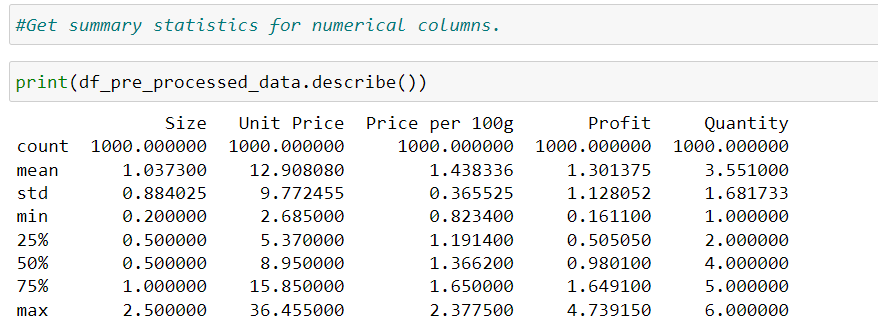 #Get summary statistics for numerical columns.
print(df_pre_processed_data.describe())
Size Unit Price Price per 100g Profit Quantity
count 1000.000000 1000.000000 1000.000000 1000.000000 1000.000000
mean 1.037300 12.908080 1.438336 1.301375 3.551000
std 0.884025 9.772455 0.365525 1.128052 1.681733
min 0.200000 2.685000 0.823400 0.161100 1.000000
25% 0.500000 5.370000 1.191400 0.505050 2.000000
50% 0.500000 8.950000 1.366200 0.980100 4.000000
75% 1.000000 15.850000 1.650000 1.649100 5.000000
max 2.500000 36.455000 2.377500 4.739150 6.000000